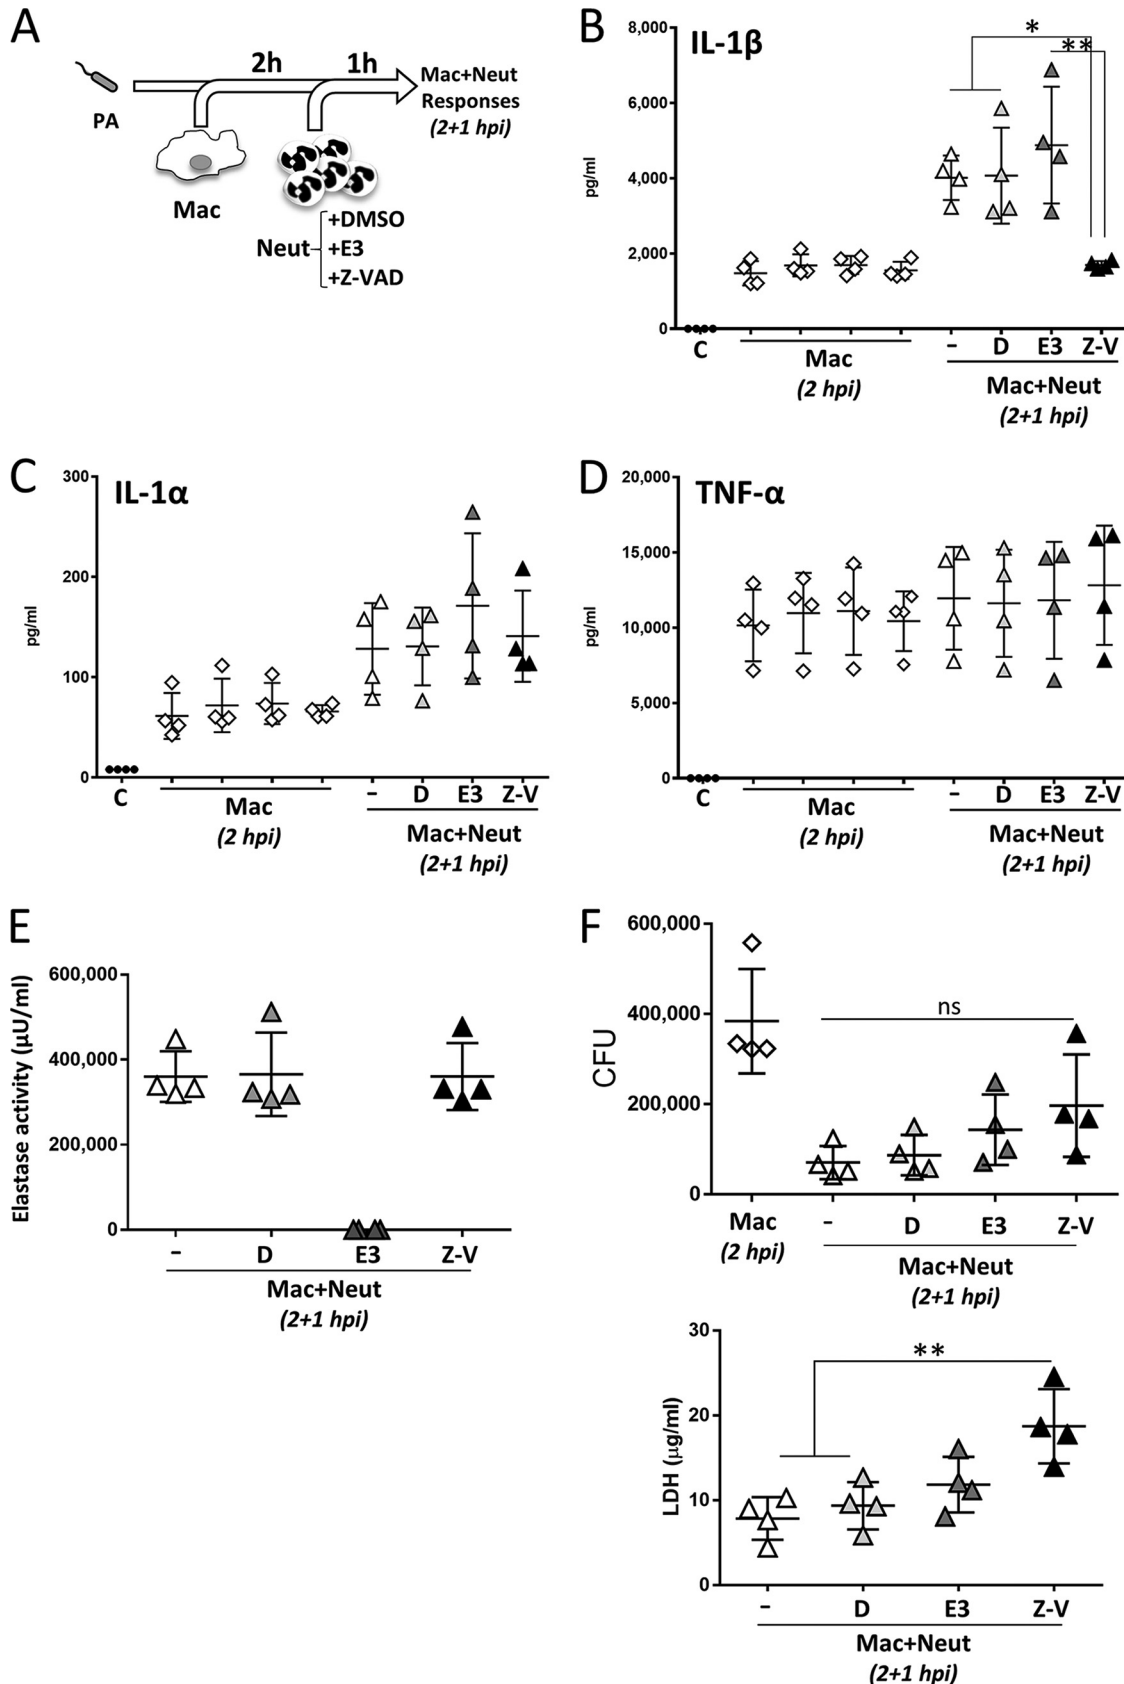 A
2h
1h
PA
Mac+Neut
Responses
(2+1 hpi)
Mac
Neut
+DMSO
+E3
+Z-VAD
B
IL-1β
pg/ml
8,000
6,000
4,000
2,000
0
*
**
C
Mac
(2 hpi)
– D E3 Z-V
Mac+Neut
(2+1 hpi)
C
IL-1α
pg/ml
300
200
100
0
C
Mac
(2 hpi)
– D E3 Z-V
Mac+Neut
(2+1 hpi)
D
TNF-α
pg/ml
20,000
15,000
10,000
5,000
0
C
Mac
(2 hpi)
– D E3 Z-V
Mac+Neut
(2+1 hpi)
E
Elastase activity (µU/ml)
600,000
400,000
200,000
0
– D E3 Z-V
Mac+Neut
(2+1 hpi)
F
CFU
600,000
400,000
200,000
0
ns
Mac
(2 hpi)
– D E3 Z-V
Mac+Neut
(2+1 hpi)
LDH (µg/ml)
30
20
10
0
**
– D E3 Z-V
Mac+Neut
(2+1 hpi)